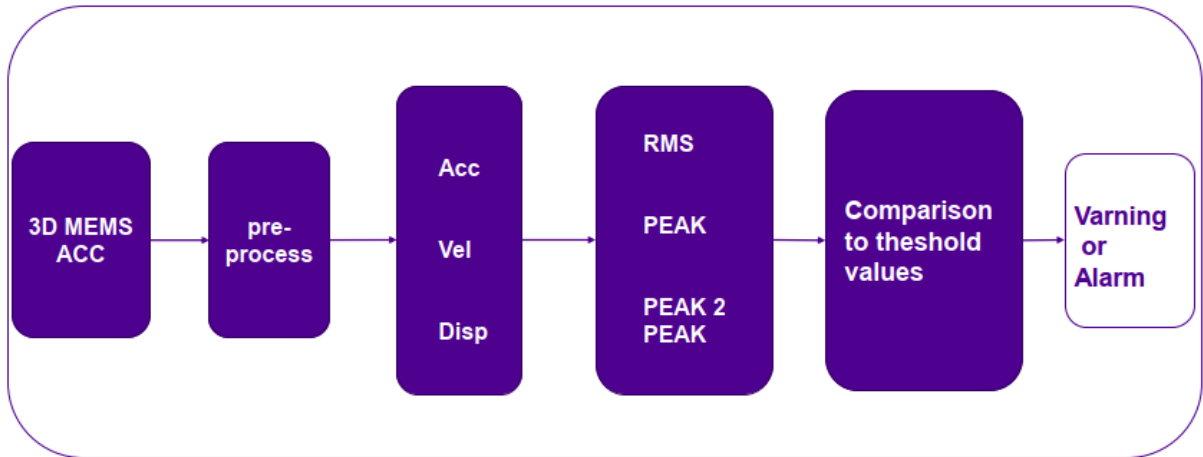 3D MEMS
ACC
pre-
process
Acc
Vel
Disp
RMS
PEAK
PEAK 2
PEAK
Comparison
to theshold
values
Varning
or
Alarm